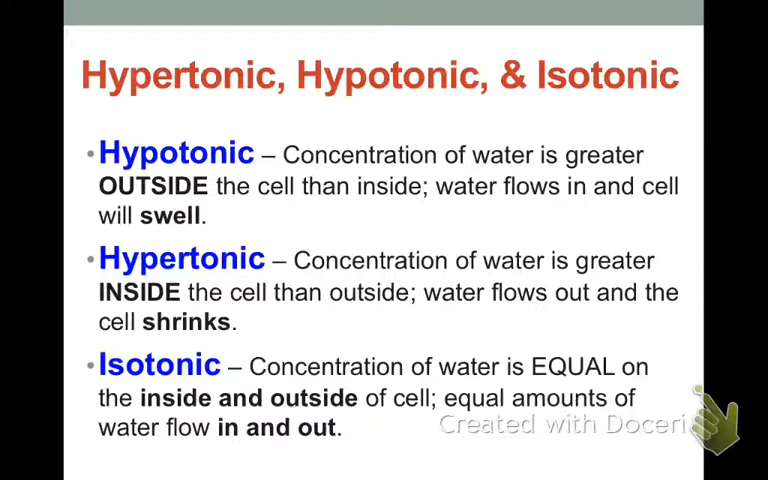 Hypertonic, Hypotonic, & Isotonic
•Hypotonic – Concentration of water is greater
OUTSIDE the cell than inside; water flows in and cell
will swell.
•Hypertonic – Concentration of water is greater
INSIDE the cell than outside; water flows out and the
cell shrinks.
•Isotonic – Concentration of water is EQUAL on
the inside and outside of cell; equal amounts of
water flow in and out.
Created with Doceri